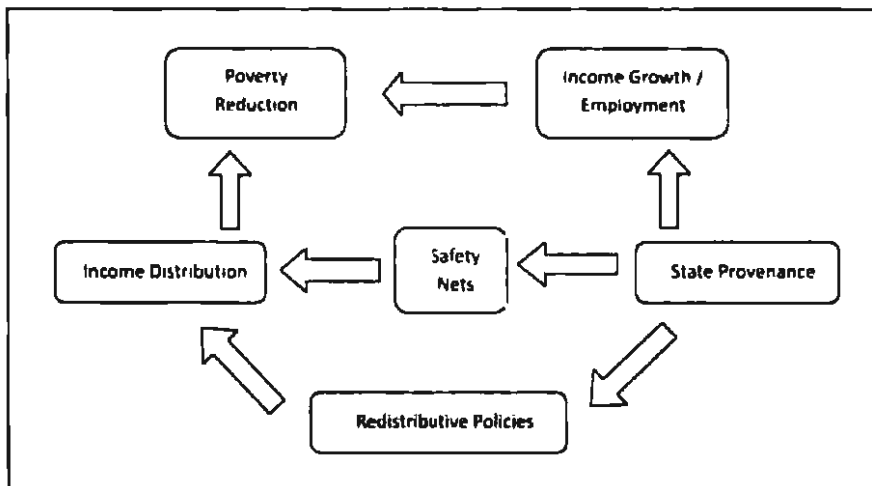 Poverty
Reduction
Income Growth /
Employment
Income Distribution
Safety
Nets
State Provenance
Redistributive Policies